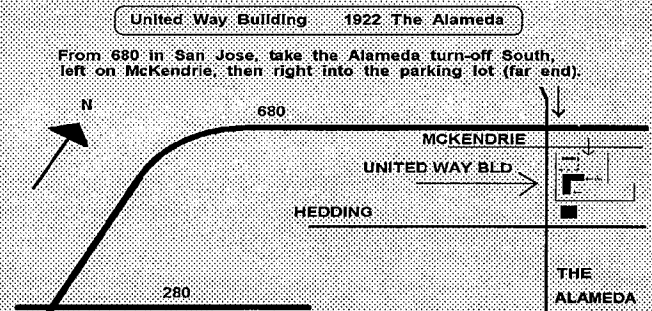 United Way Building 1922 The Alameda
From 680 in San Jose, take the Alameda turn-off South,
left on McKendrie, then right into the parking lot (far end).
N
680
MCKENDRIE
UNITED WAY BLD
HEDDING
280
THE
ALAMEDA